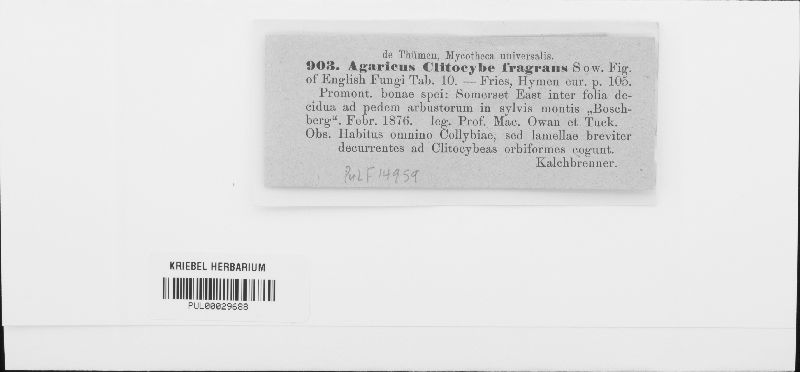 de Thümen, Mycotheca universalis.
903. Agaricus Clitocybe fragrans Sow. Fig.
of English Fungi Tab. 10. — Fries, Hymen eur. p. 105.
Promont. bonae spei: Somerset East inter folia de-
cidua ad pedem arbustorum in sylvis montis „Bosch-
berg“. Febr. 1876. leg. Prof. Mac. Owan et Tuck.
Obs. Habitus omnino Collybiae, sed lamellae breviter
decurrentes ad Clitocybeas orbiformes cogunt.
Kalchbrenner.
PuL F 14959
KRIEBEL HERBARIUM
PUL00029688